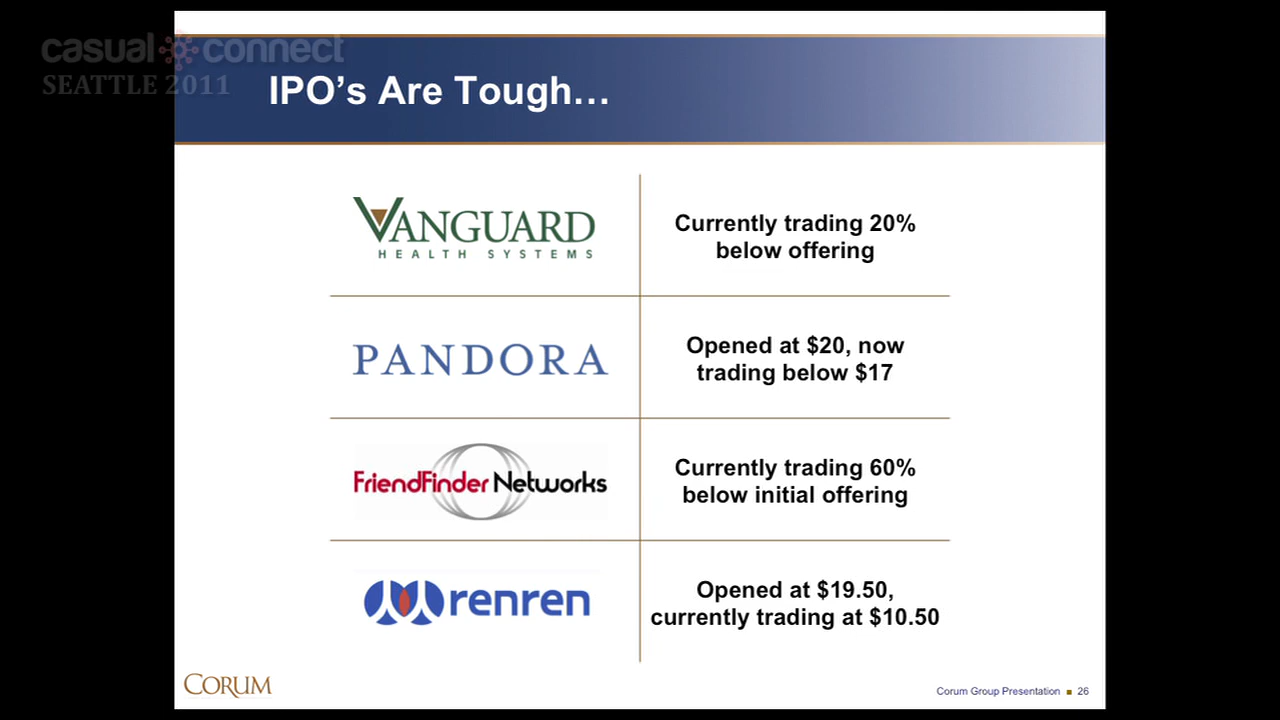 casual connect
SEATTLE 2011
IPO’s Are Tough…
VANGUARD
HEALTH SYSTEMS
Currently trading 20%
below offering
PANDORA
Opened at $20, now
trading below $17
FriendFinder Networks
Currently trading 60%
below initial offering
renren
Opened at $19.50,
currently trading at $10.50
CORUM
Corum Group Presentation ■ 26